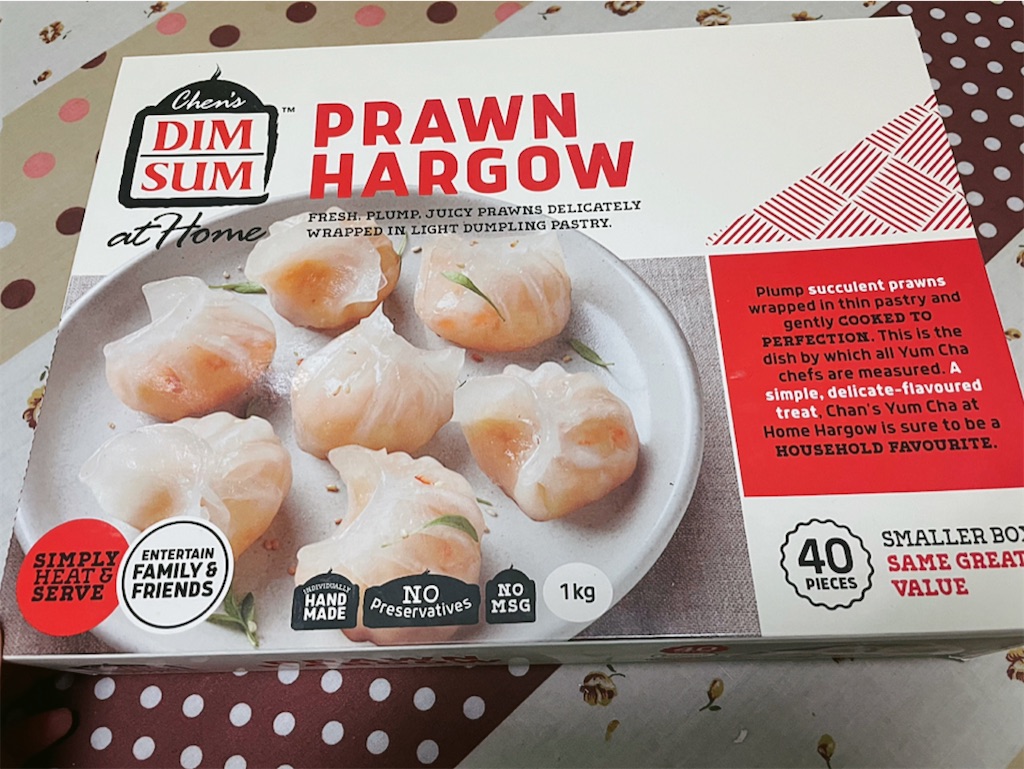 Chen's
DIM
SUM
™
at Home
PRAWN
HARGOW
FRESH, PLUMP, JUICY PRAWNS DELICATELY
WRAPPED IN LIGHT DUMPLING PASTRY.
Plump succulent prawns
wrapped in thin pastry and
gently COOKED TO
PERFECTION. This is the
dish by which all Yum Cha
chefs are measured. A
simple, delicate-flavoured
treat, Chan's Yum Cha at
Home Hargow is sure to be a
HOUSEHOLD FAVOURITE.
SIMPLY
HEAT &
SERVE
ENTERTAIN
FAMILY &
FRIENDS
INDIVIDUALLY
HAND
MADE
NO
Preservatives
NO
MSG
1kg
40
PIECES
SMALLER BOX
SAME GREAT
VALUE